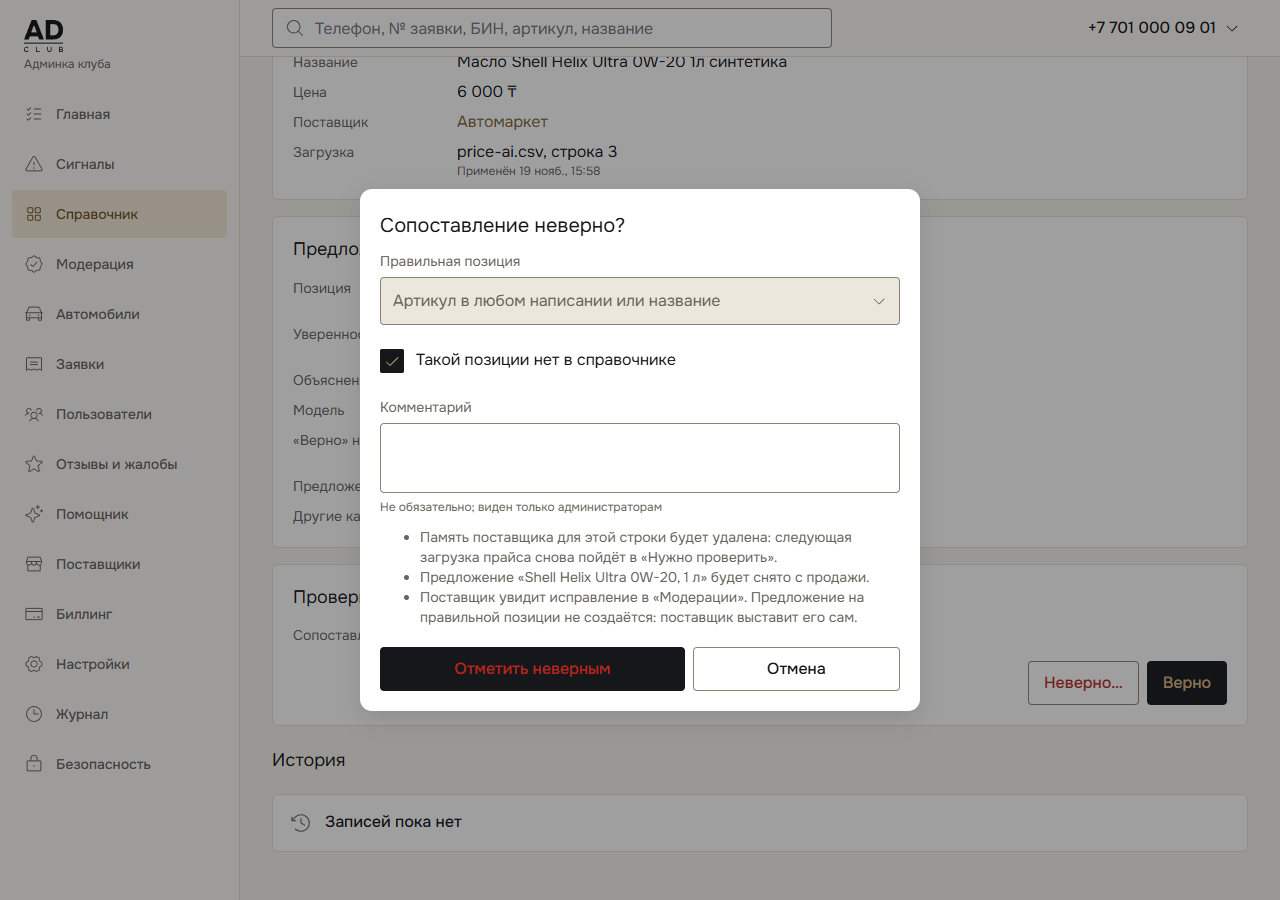 AD
CLUB
Админка клуба
Главная
Сигналы
Справочник
Модерация
Автомобили
Заявки
Пользователи
Отзывы и жалобы
Помощник
Поставщики
Биллинг
Настройки
Журнал
Безопасность
Телефон, № заявки, БИН, артикул, название
+7 701 000 09 01
Название
Масло Shell Helix Ultra 0W-20 1л синтетика
Цена
6 000 ₸
Поставщик
Автомаркет
Загрузка
price-ai.csv, строка 3
Применён 19 нояб., 15:58
Позиция
Модель
«Верно»
Сопоставление неверно?
Правильная позиция
Артикул в любом написании или название
Такой позиции нет в справочнике
Комментарий
Не обязательно; виден только администраторам
Память поставщика для этой строки будет удалена: следующая
загрузка прайса снова пойдёт в «Нужно проверить».
Предложение «Shell Helix Ultra 0W-20, 1 л» будет снято с продажи.
Поставщик увидит исправление в «Модерации». Предложение на
правильной позиции не создаётся: поставщик выставит его сам.
Отметить неверным
Отмена
Неверно...
Верно
История
Записей пока нет